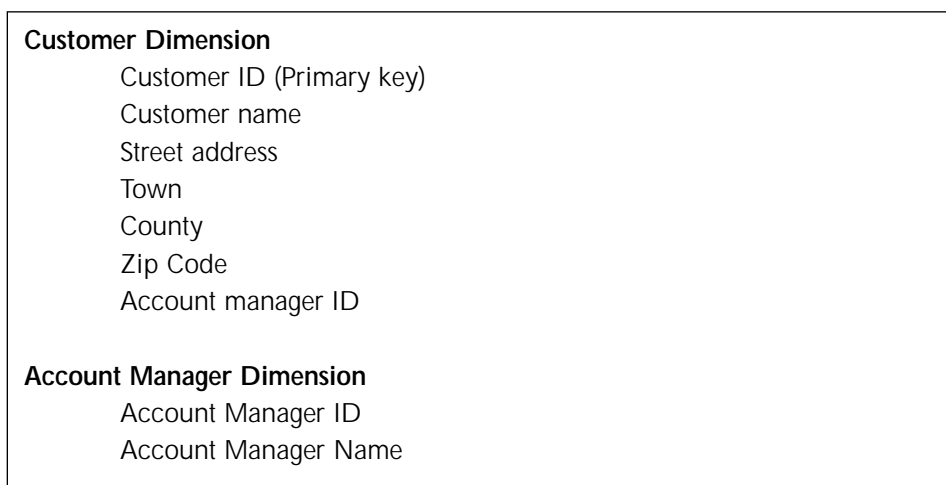 Customer Dimension
Customer ID (Primary key)
Customer name
Street address
Town
County
Zip Code
Account manager ID
Account Manager Dimension
Account Manager ID
Account Manager Name